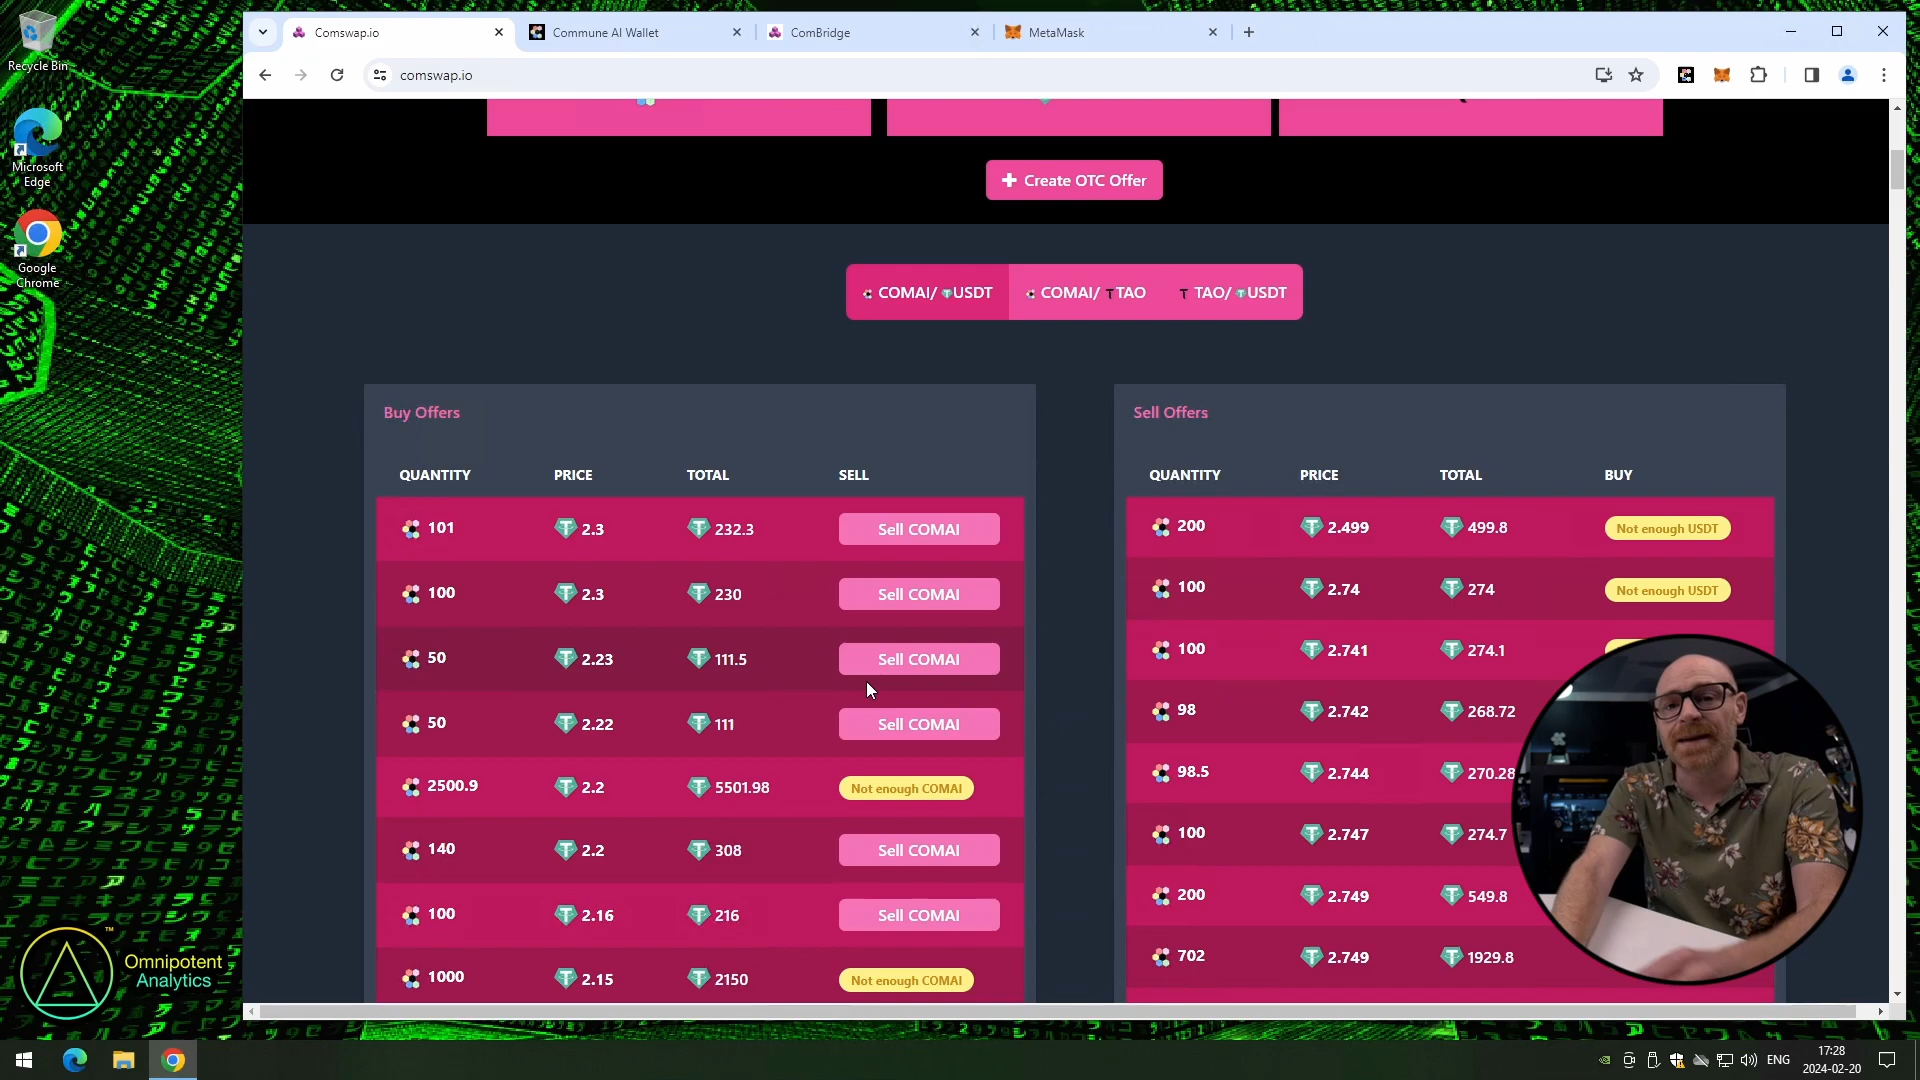 Recycle Bin
Microsoft
Edge
Google
Chrome
Comswap.io
Commune AI Wallet
ComBridge
MetaMask
comswap.io
Create OTC Offer
COMAI/ USDT
COMAI/ TAO
TAO/ USDT
Buy Offers
QUANTITY PRICE TOTAL SELL
101 2.3 232.3 Sell COMAI
100 2.3 230 Sell COMAI
50 2.23 111.5 Sell COMAI
50 2.22 111 Sell COMAI
2500.9 2.2 5501.98 Not enough COMAI
140 2.2 308 Sell COMAI
100 2.16 216 Sell COMAI
1000 2.15 2150 Not enough COMAI
Sell Offers
QUANTITY PRICE TOTAL BUY
200 2.499 499.8 Not enough USDT
100 2.74 274 Not enough USDT
100 2.741 274.1
98 2.742 268.72
98.5 2.744 270.28
100 2.747 274.7
200 2.749 549.8
702 2.749 1929.8
Omnipotent
Analytics
TM
ENG
17:28
2024-02-20